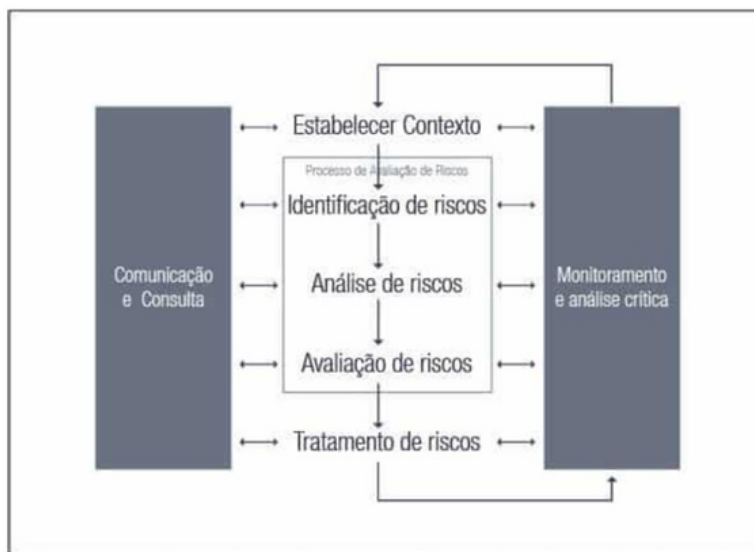 Estabelecer Contexto
Processo de Avaliação de Riscos
Identificação de riscos
Comunicação
e Consulta
Análise de riscos
Monitoramento
e análise crítica
Avaliação de riscos
Tratamento de riscos